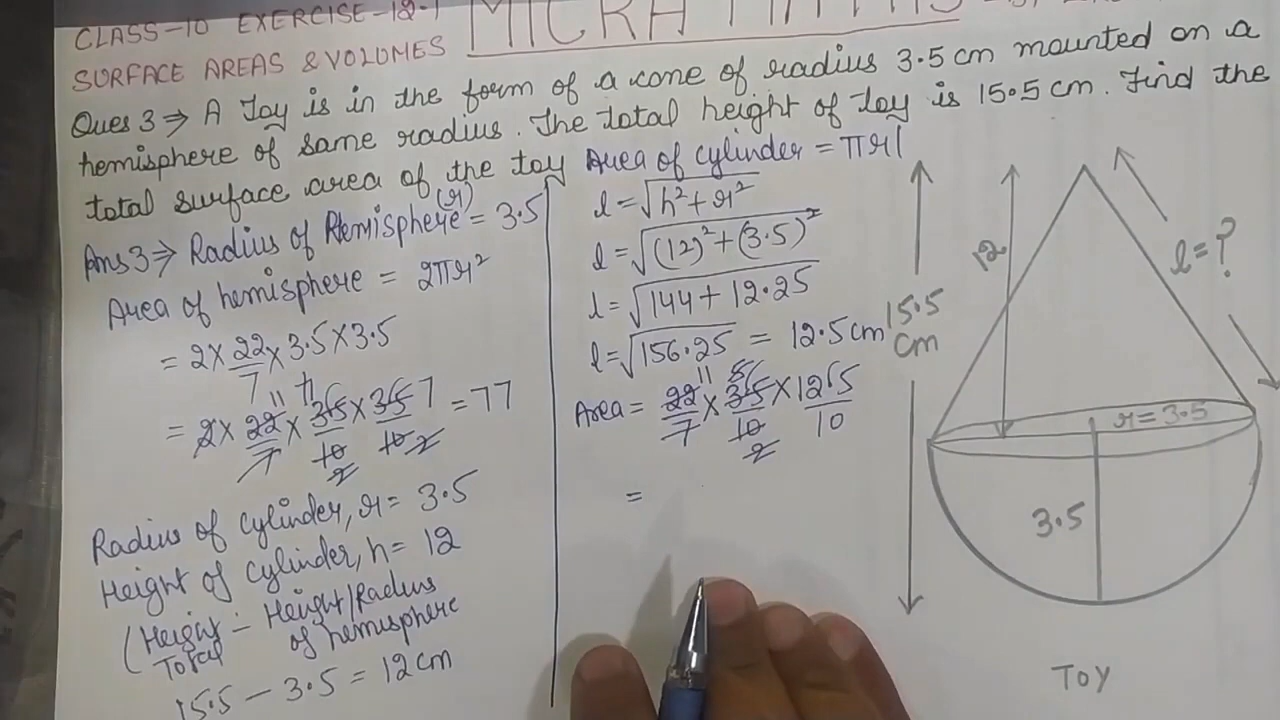 CLASS-10 EXERCISE-12.1
SURFACE AREAS & VOLUMES
Ques 3 ⇒ A Toy is in the form of a cone of radius 3.5 cm mounted on a
hemisphere of same radius. The total height of toy is 15.5 cm. Find the
total surface area of the toy
Ans 3 ⇒ Radius of Hemisphere (r) = 3.5
Area of hemisphere = 2πr²
= 2 × 22/7 × 3.5 × 3.5
= 2 × 22/7 × 35/10 × 35/10 = 77
Radius of cylinder, r = 3.5
Height of cylinder, h = 12
(Height - Height/Radius
Total of hemisphere
15.5 - 3.5 = 12 cm
Area of cylinder = πrl
l = √h² + r²
l = √(12)² + (3.5)²
l = √144 + 12.25
l = √156.25 = 12.5 cm
Area = 22/7 × 35/10 × 125/10
=
15.5
cm
12
l = ?
r = 3.5
3.5
TOY